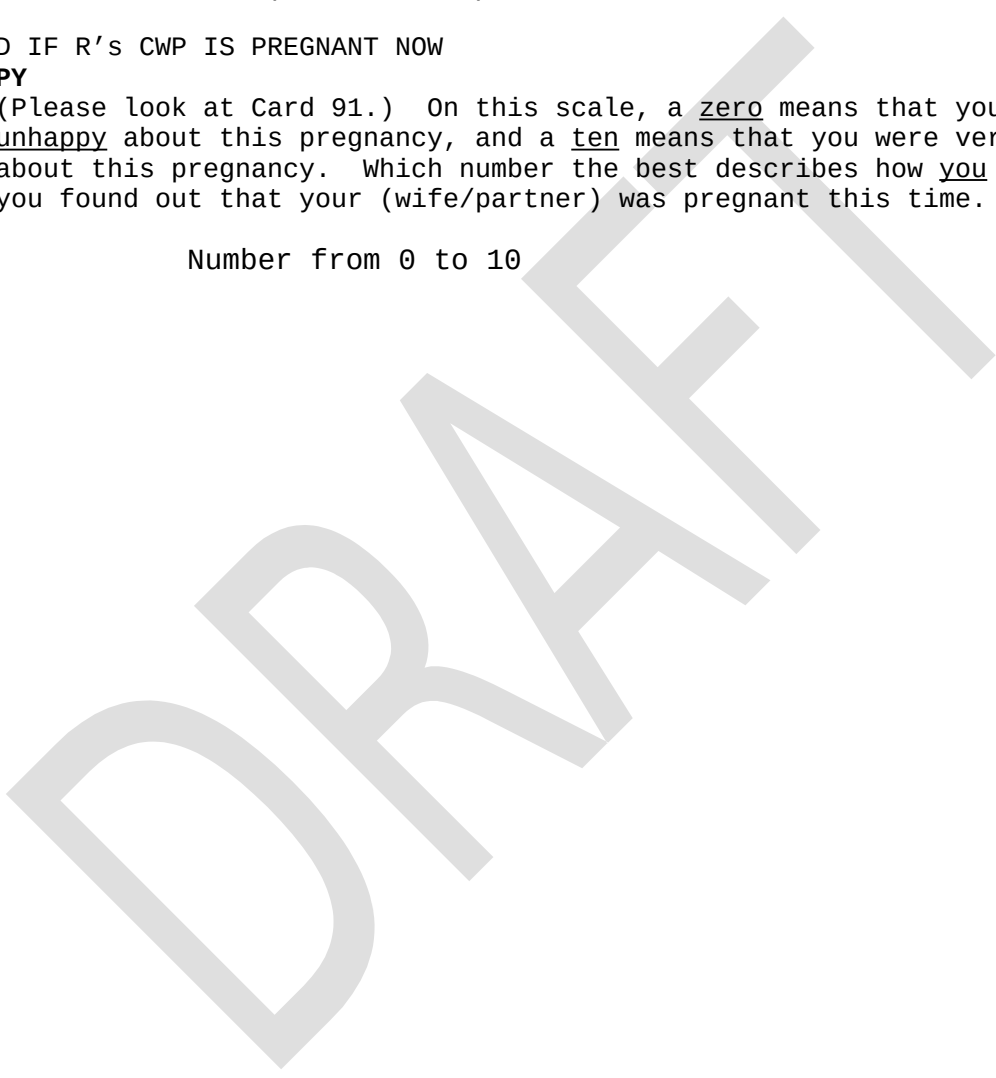 D IF R's CWP IS PREGNANT NOW
PY
(Please look at Card 91.) On this scale, a zero means that you
unhappy about this pregnancy, and a ten means that you were ver
about this pregnancy. Which number the best describes how you
you found out that your (wife/partner) was pregnant this time.
Number from 0 to 10
DRAFT